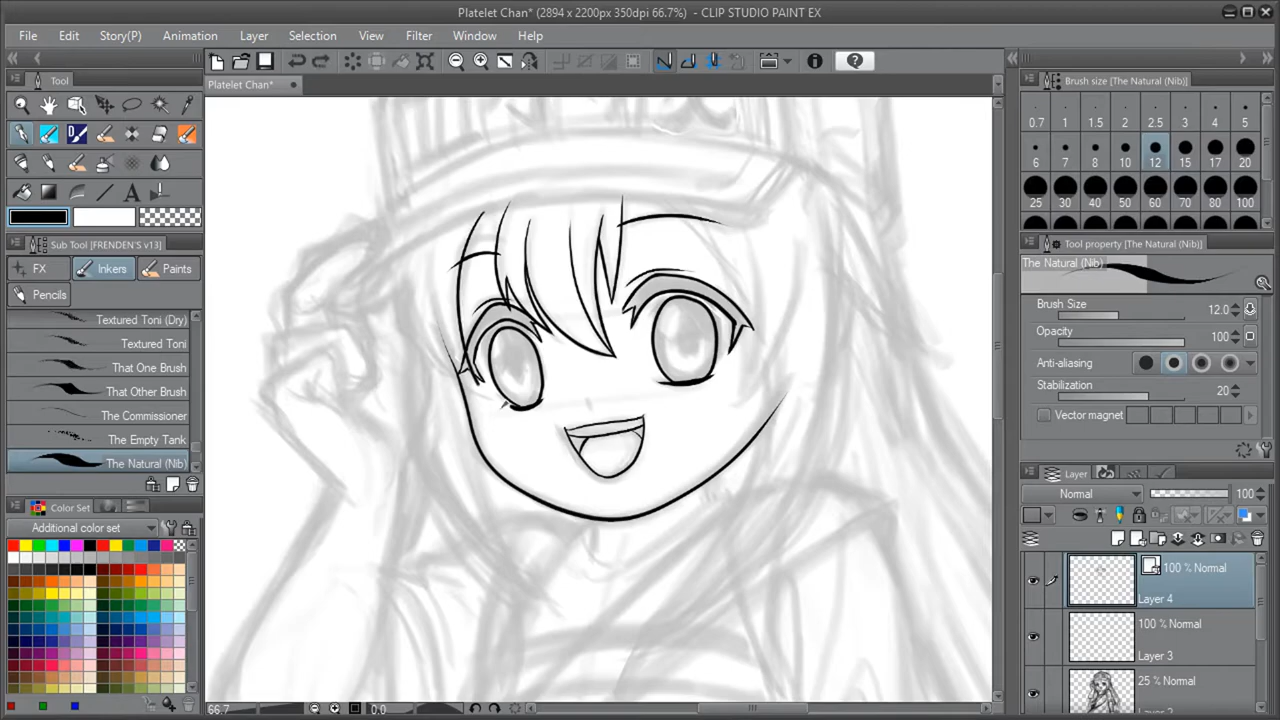 Platelet Chan* (2894 x 2200px 350dpi 66.7%) - CLIP STUDIO PAINT EX
File Edit Story(P) Animation Layer Selection View Filter Window Help
Tool
Platelet Chan*
Brush size [The Natural (Nib)]
0.7 1 1.5 2 2.5 3 4 5
6 7 8 10 12 15 17 20
25 30 40 50 60 70 80 100
Sub Tool [FRENDEN'S v13]
FX Inkers Paints
Pencils
Textured Toni (Dry)
Textured Toni
That One Brush
That Other Brush
The Commissioner
The Empty Tank
The Natural (Nib)
Tool property [The Natural (Nib)]
The Natural (Nib)
Brush Size 12.0
Opacity 100
Anti-aliasing
Stabilization 20
Vector magnet
Color Set
Additional color set
Layer
Normal 100
100 % Normal
Layer 4
100 % Normal
Layer 3
25 % Normal
66.7 0.0